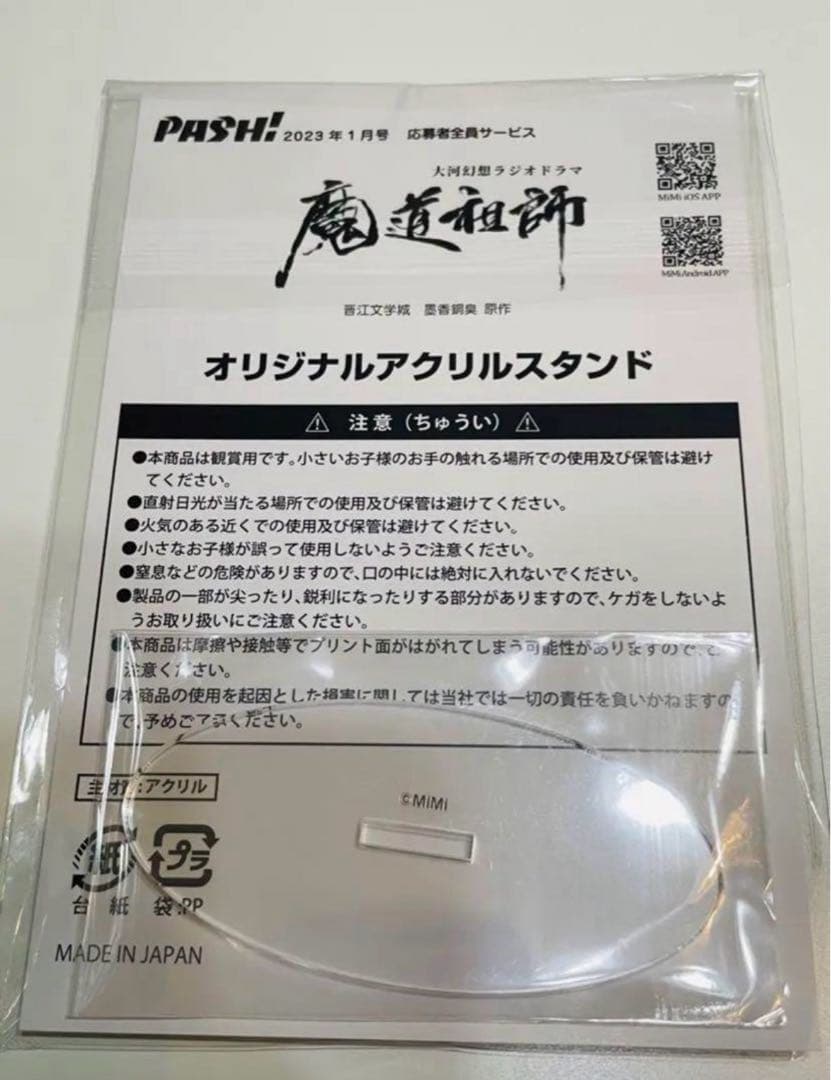 PASH! 2023年1月号 応募者全員サービス
大河幻想ラジオドラマ
魔道祖師
MiMi iOS APP
MiMi Android APP
晋江文学城 墨香銅臭 原作
オリジナルアクリルスタンド
⚠ 注意(ちゅうい) ⚠
●本商品は観賞用です。小さいお子様のお手の触れる場所での使用及び保管は避け
てください。
●直射日光が当たる場所での使用及び保管は避けてください。
●火気のある近くでの使用及び保管は避けてください。
●小さなお子様が誤って使用しないようご注意ください。
●窒息などの危険がありますので、口の中には絶対に入れないでください。
●製品の一部が尖ったり、鋭利になったりする部分がありますので、ケガをしないよ
うお取り扱いにご注意ください。
●本商品は摩擦や接触等でプリント面がはがれてしまう可能性がありますので、ご
注意ください。
●本商品の使用を起因とした損害に関しては当社では一切の責任を負いかねますの
で、予めご了承ください。
主材質:アクリル
©MiMi
紙 プラ
台紙 袋:PP
MADE IN JAPAN